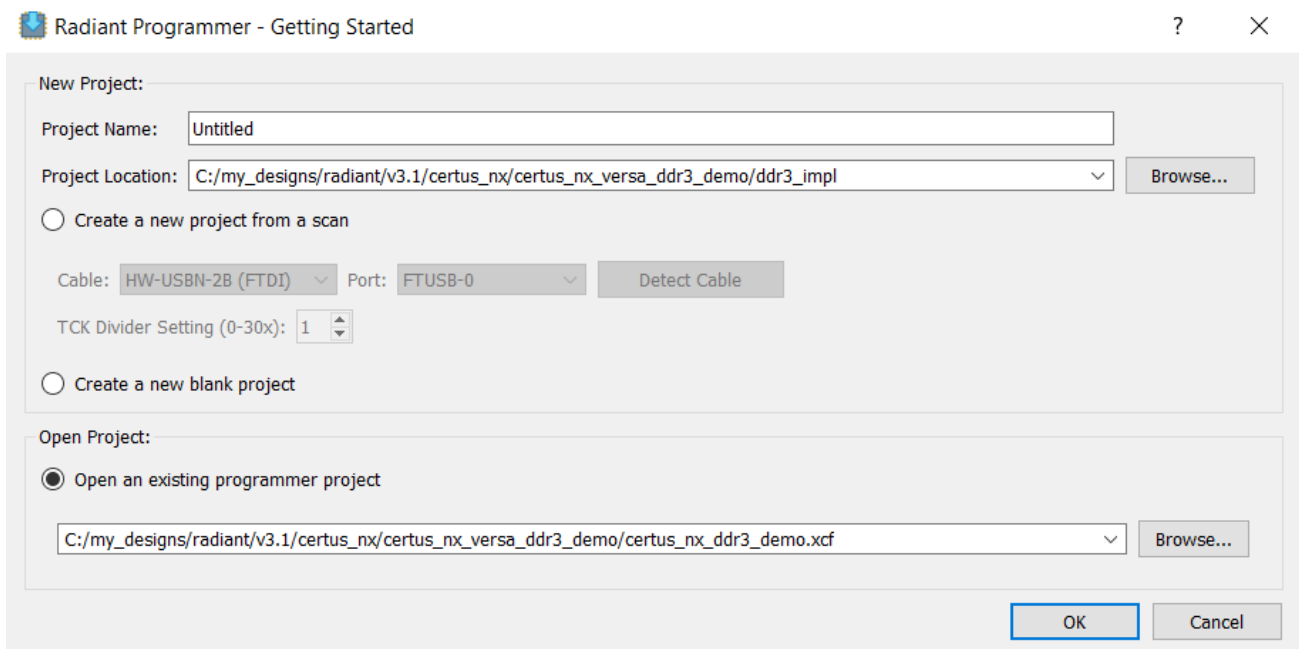 Radiant Programmer - Getting Started ?
New Project:
Project Name: Untitled
Project Location: C:/my_designs/radiant/v3.1/certus_nx/certus_nx_versa_ddr3_demo/ddr3_impl Browse...
Create a new project from a scan
Cable: HW-USBN-2B (FTDI) Port: FTUSB-0 Detect Cable
TCK Divider Setting (0-30x): 1
Create a new blank project
Open Project:
Open an existing programmer project
C:/my_designs/radiant/v3.1/certus_nx/certus_nx_versa_ddr3_demo/certus_nx_ddr3_demo.xcf Browse...
OK Cancel